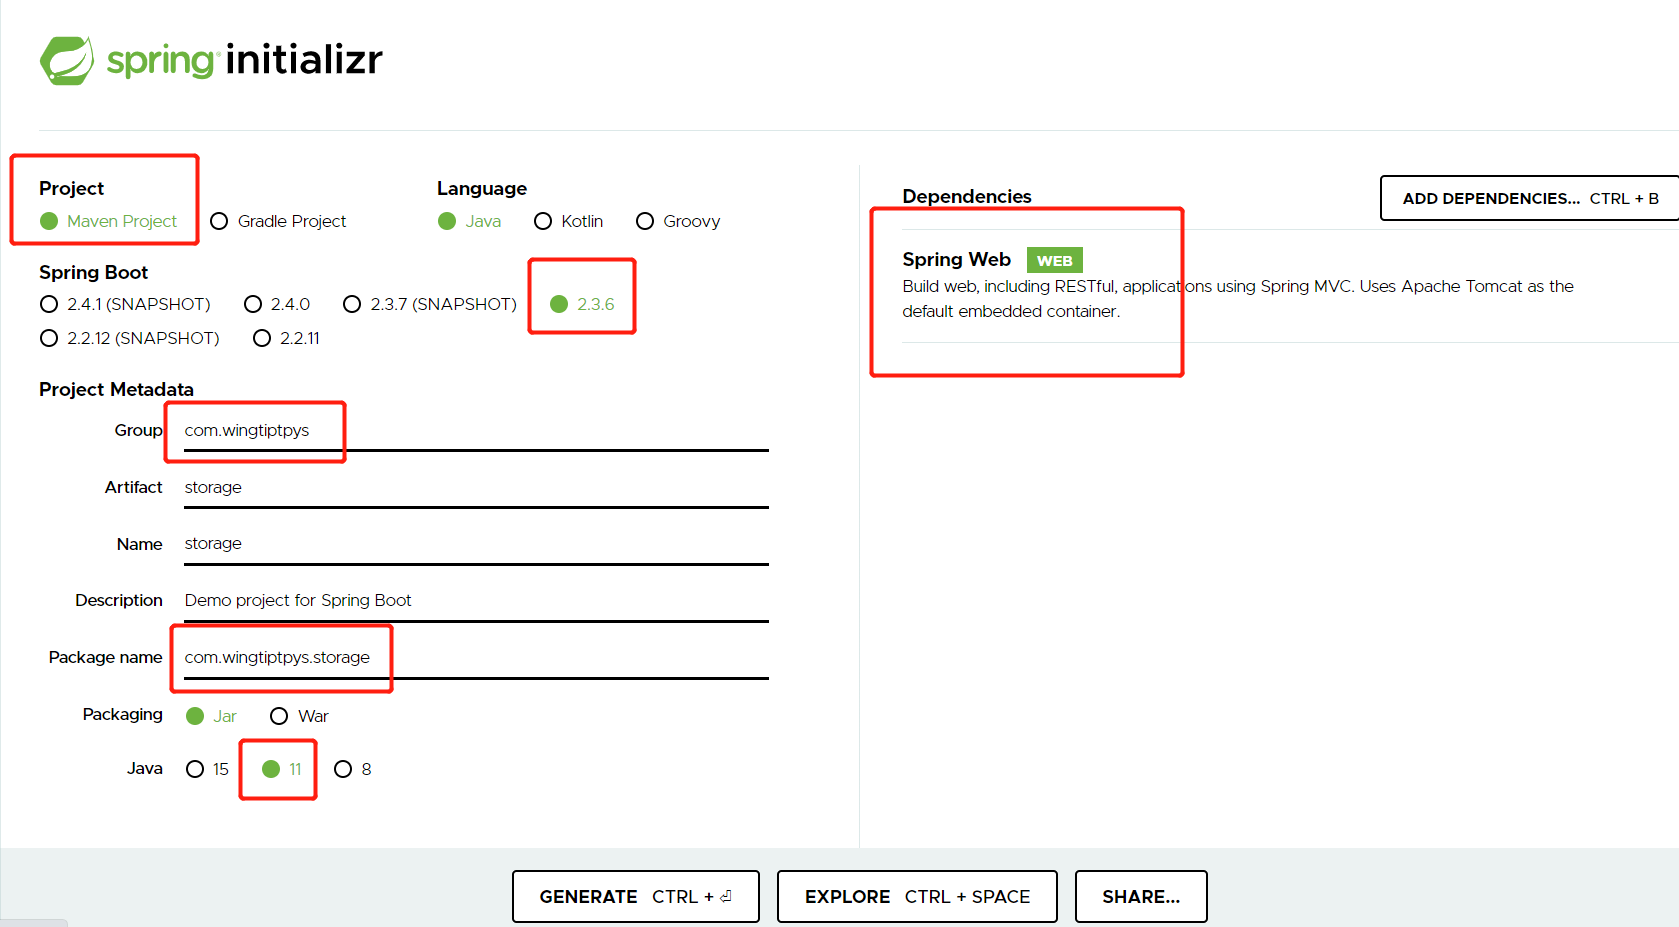 spring initializr
Project
Maven Project
Gradle Project
Language
Java
Kotlin
Groovy
Spring Boot
2.4.1 (SNAPSHOT)
2.4.0
2.3.7 (SNAPSHOT)
2.3.6
2.2.12 (SNAPSHOT)
2.2.11
Project Metadata
Group com.wingtiptpys
Artifact storage
Name storage
Description Demo project for Spring Boot
Package name com.wingtiptpys.storage
Packaging Jar War
Java 15 11 8
Dependencies
ADD DEPENDENCIES... CTRL + B
Spring Web WEB
Build web, including RESTful, applications using Spring MVC. Uses Apache Tomcat as the
default embedded container.
GENERATE CTRL + ⏎
EXPLORE CTRL + SPACE
SHARE...